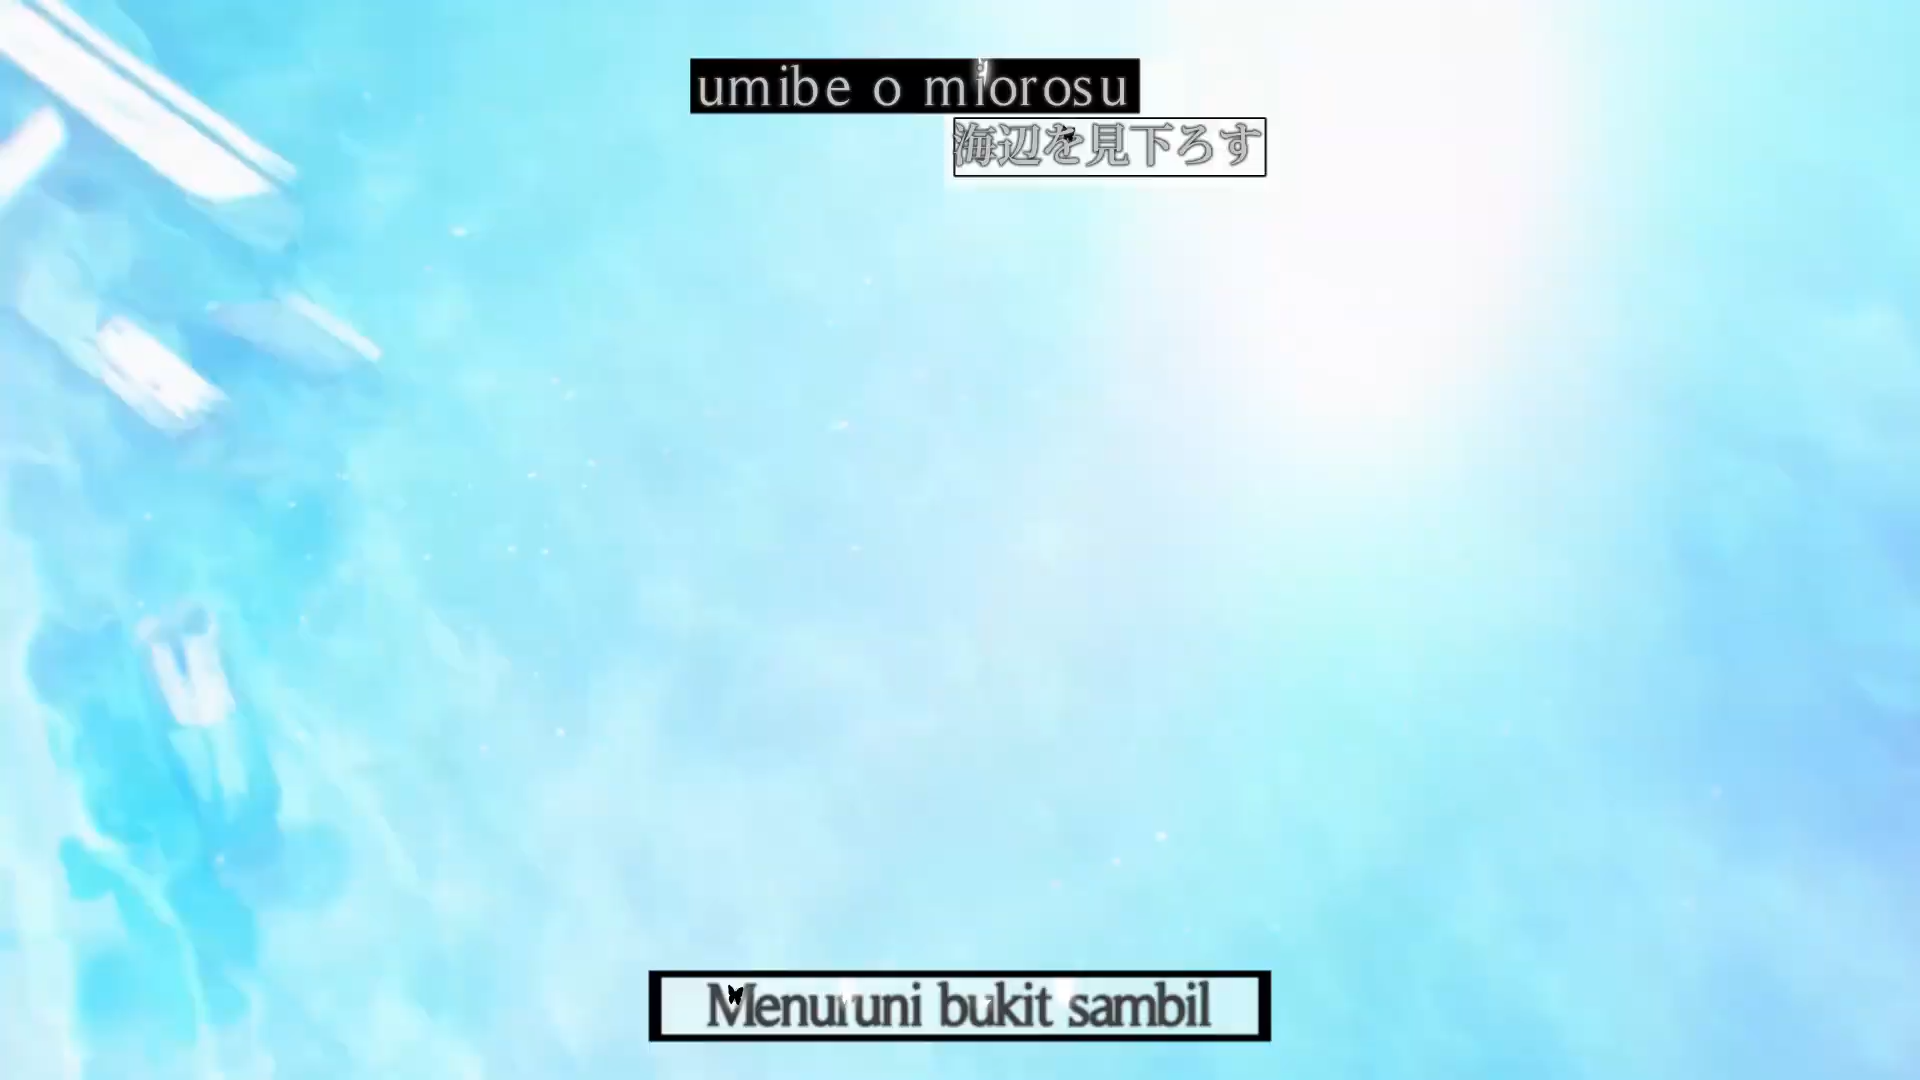 umibe o miorosu
海辺を見下ろす
Menuruni bukit sambil